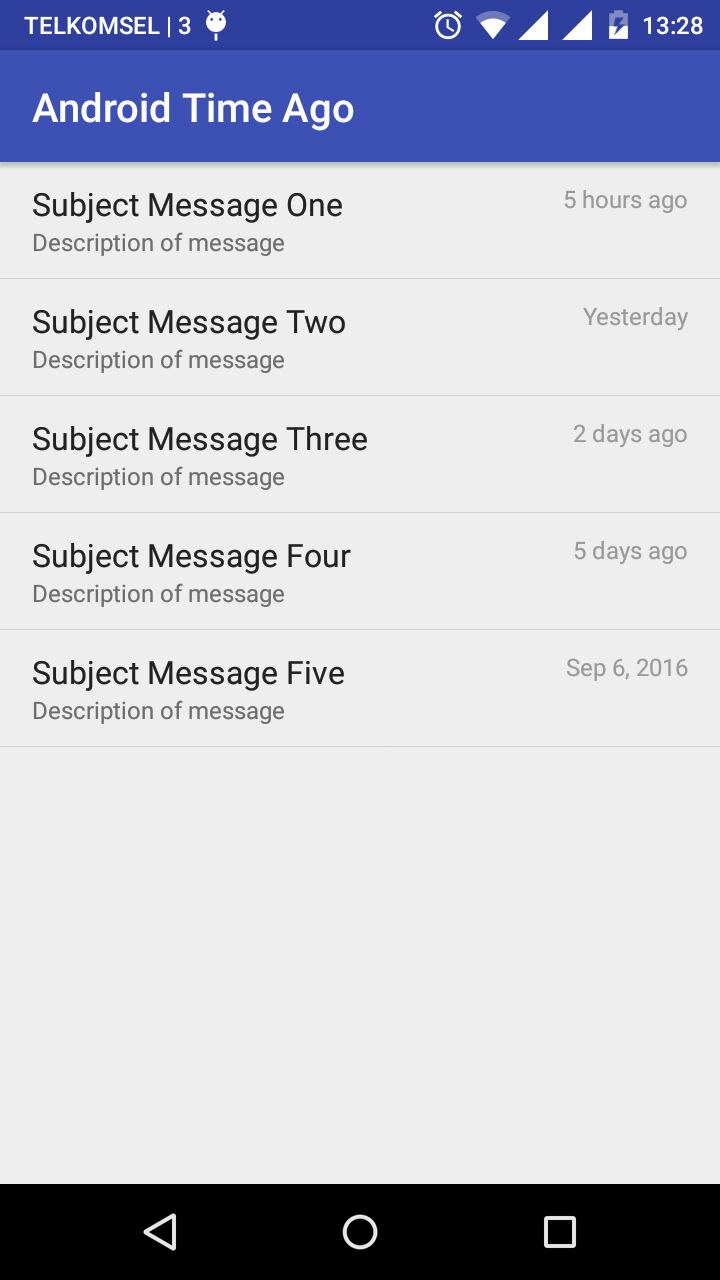 TELKOMSEL | 3 13:28
Android Time Ago
Subject Message One 5 hours ago
Description of message
Subject Message Two Yesterday
Description of message
Subject Message Three 2 days ago
Description of message
Subject Message Four 5 days ago
Description of message
Subject Message Five Sep 6, 2016
Description of message